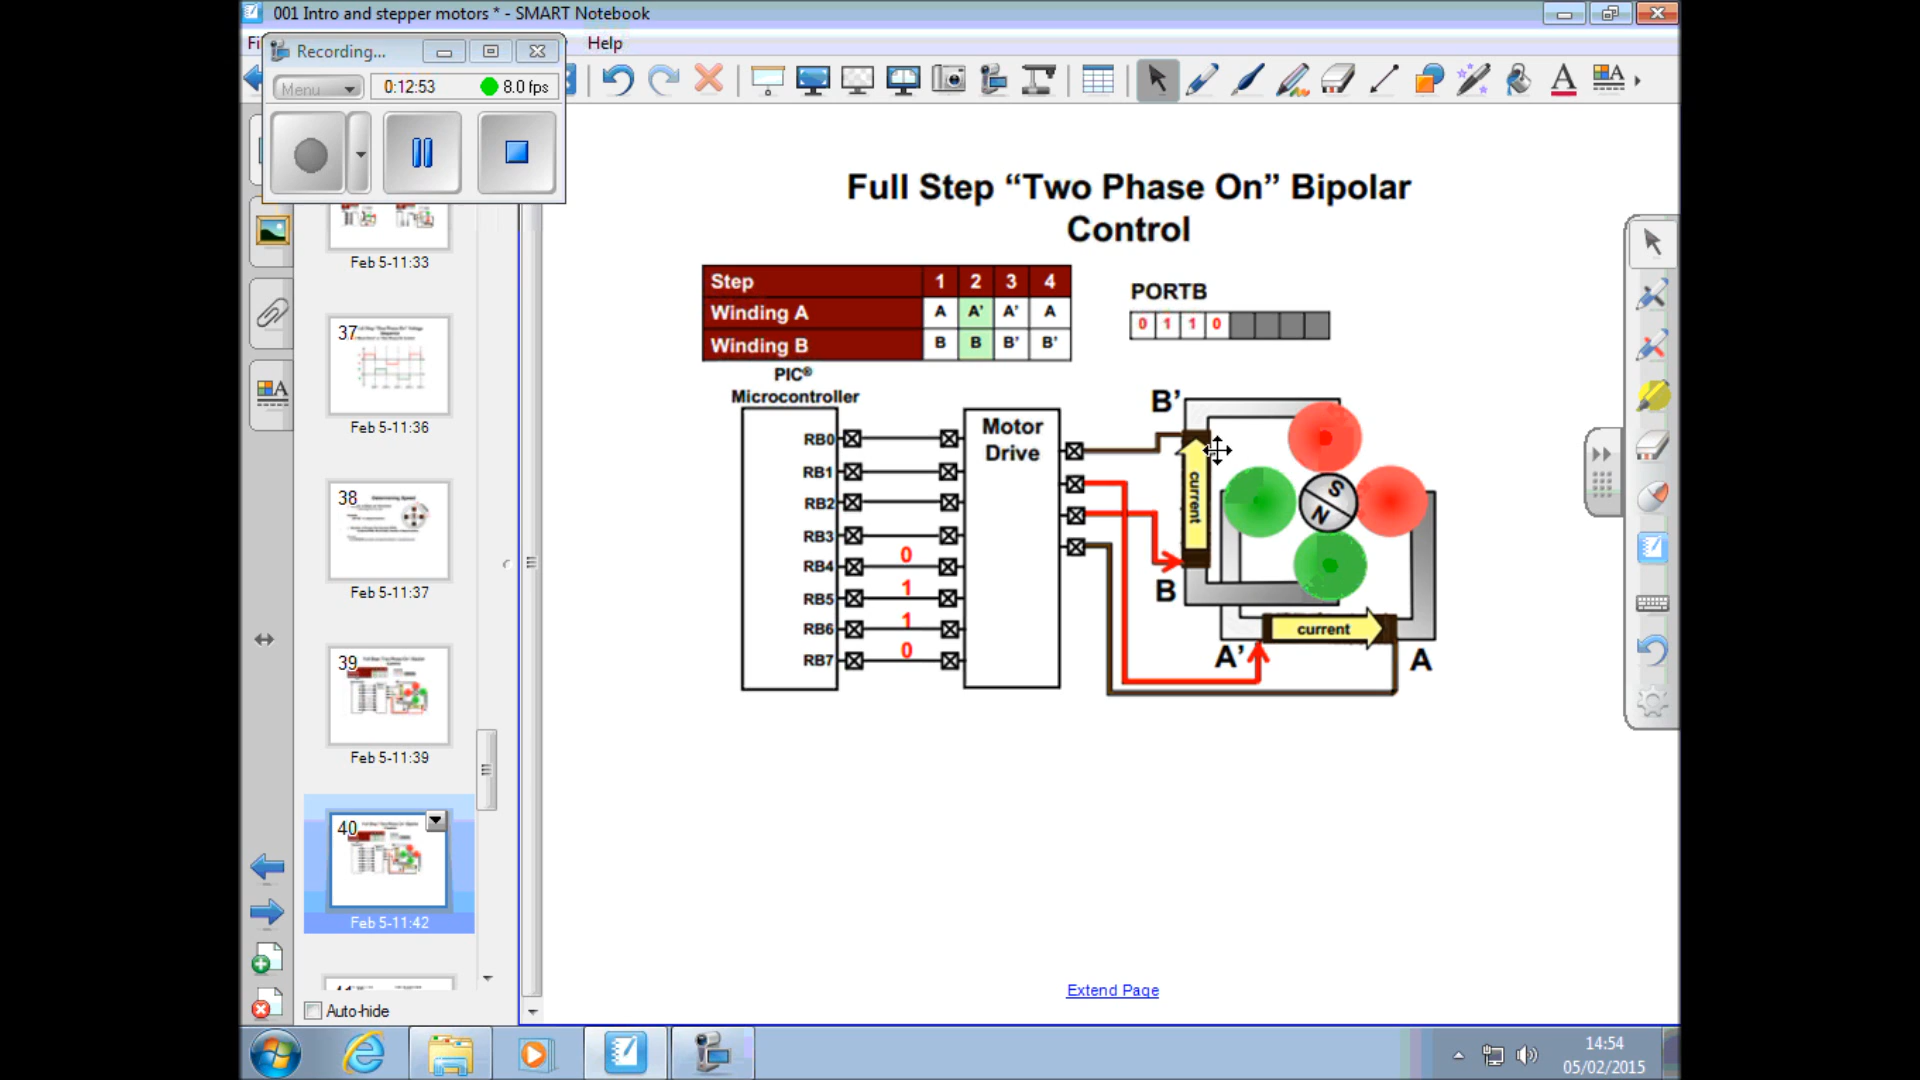 001 Intro and stepper motors * - SMART Notebook
Help
Recording...
Menu
0:12:53
8.0 fps
Feb 5-11:33
37
Feb 5-11:36
38
Feb 5-11:37
39
Feb 5-11:39
40
Feb 5-11:42
Auto-hide
Full Step “Two Phase On” Bipolar
Control
Step 1 2 3 4
Winding A A A’ A’ A
Winding B B B B’ B’
PORTB
0 1 1 0
PIC®
Microcontroller
RB0
RB1
RB2
RB3
RB4
RB5
RB6
RB7
0
1
1
0
Motor
Drive
B’
current
B
S
N
current
A’
A
Extend Page
14:54
05/02/2015